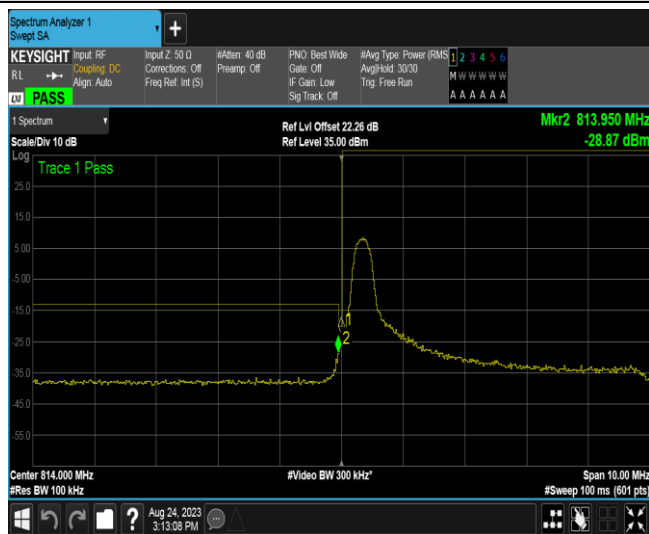 Spectrum Analyzer 1
Swept SA
+
KEYSIGHT
RL
LXI PASS
Input: RF
Coupling: DC
Align: Auto
Input Z: 50 Ω
Corrections: Off
Freq Ref: Int (S)
#Atten: 40 dB
Preamp: Off
PNO: Best Wide
Gate: Off
IF Gain: Low
Sig Track: Off
#Avg Type: Power (RMS
Avg|Hold: 30/30
Trig: Free Run
1 2 3 4 5 6
M W W W W W
A A A A A A
1 Spectrum
Scale/Div 10 dB
Ref Lvl Offset 22.26 dB
Ref Level 35.00 dBm
Mkr2 813.950 MHz
-28.87 dBm
Log
Trace 1 Pass
25.0
15.0
5.00
-5.00
-15.0
-25.0
-35.0
-45.0
-55.0
1
2
Center 814.000 MHz
#Res BW 100 kHz
#Video BW 300 kHz*
Span 10.00 MHz
#Sweep 100 ms (601 pts)
?
Aug 24, 2023
3:13:08 PM